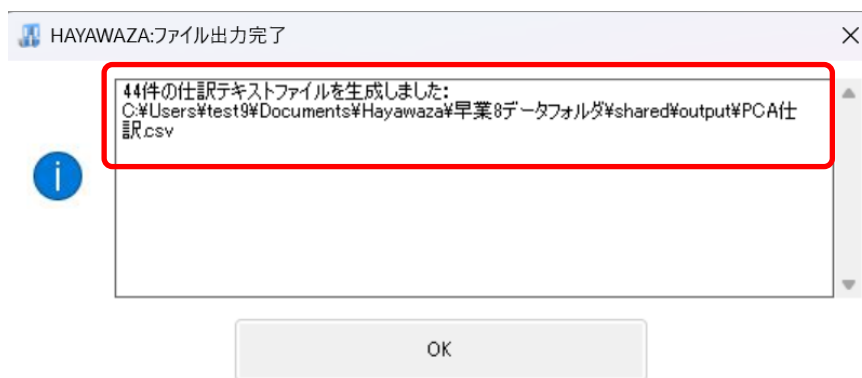 HAYAWAZA:ファイル出力完了
44件の仕訳テキストファイルを生成しました:
C:¥Users¥test9¥Documents¥Hayawaza¥早業8データフォルダ¥shared¥output¥PCA仕
訳.csv
OK